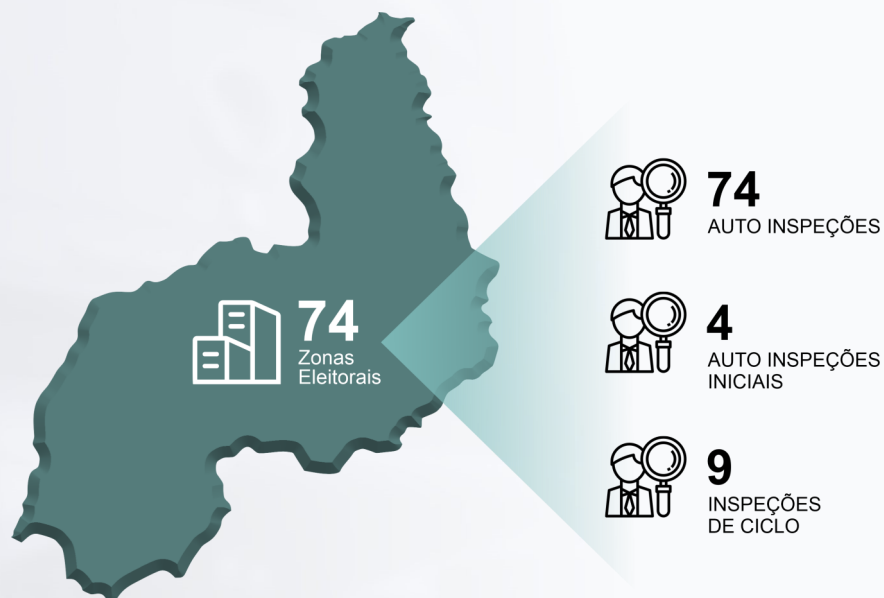 74
Zonas
Eleitorais
74
AUTO INSPEÇÕES
4
AUTO INSPEÇÕES
INICIAIS
9
INSPEÇÕES
DE CICLO